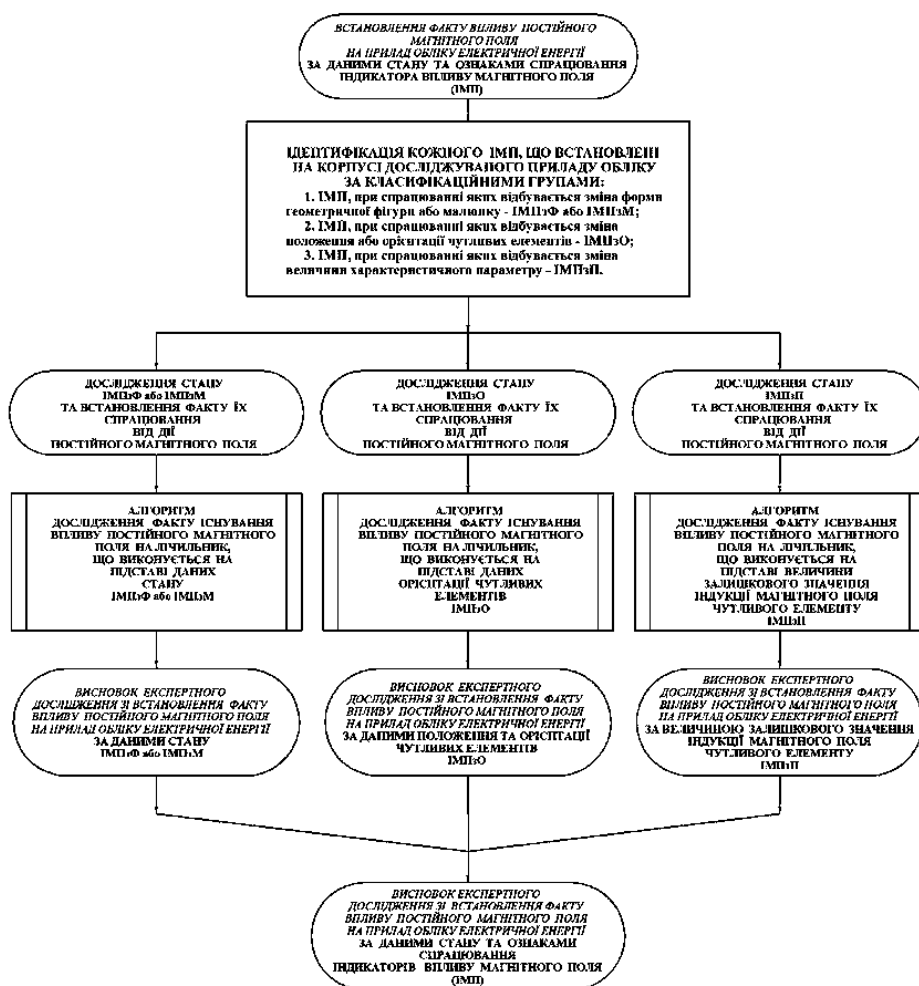 ВСТАНОВЛЕННЯ ФАКТУ ВПЛИВУ ПОСТІЙНОГО
МАГНІТНОГО ПОЛЯ
НА ПРИЛАД ОБЛІКУ ЕЛЕКТРИЧНОЇ ЕНЕРГІЇ
ЗА ДАНИМИ СТАНУ ТА ОЗНАКАМИ СПРАЦЮВАННЯ
ІНДИКАТОРА ВПЛИВУ МАГНІТНОГО ПОЛЯ
(ІМП)
ІДЕНТИФІКАЦІЯ КОЖНОГО ІМП, ЩО ВСТАНОВЛЕНІ
НА КОРПУСІ ДОСЛІДЖУВАНОГО ПРИЛАДУ ОБЛІКУ
ЗА КЛАСИФІКАЦІЙНИМИ ГРУПАМИ:
1. ІМП, при спрацюванні яких відбувається зміна форми
геометричної фігури або малюнку - ІМПзФ або ІМПзМ;
2. ІМП, при спрацюванні яких відбувається зміна
положення або орієнтації чутливих елементів - ІМПзО;
3. ІМП, при спрацюванні яких відбувається зміна
величини характеристичного параметру - ІМПзП.
ДОСЛІДЖЕННЯ СТАНУ
ІМПзФ або ІМПзМ
ТА ВСТАНОВЛЕННЯ ФАКТУ ЇХ
СПРАЦЮВАННЯ
ВІД ДІЇ
ПОСТІЙНОГО МАГНІТНОГО ПОЛЯ
ДОСЛІДЖЕННЯ СТАНУ
ІМПзО
ТА ВСТАНОВЛЕННЯ ФАКТУ ЇХ
СПРАЦЮВАННЯ
ВІД ДІЇ
ПОСТІЙНОГО МАГНІТНОГО ПОЛЯ
ДОСЛІДЖЕННЯ СТАНУ
ІМПзП
ТА ВСТАНОВЛЕННЯ ФАКТУ ЇХ
СПРАЦЮВАННЯ
ВІД ДІЇ
ПОСТІЙНОГО МАГНІТНОГО ПОЛЯ
АЛГОРИТМ
ДОСЛІДЖЕННЯ ФАКТУ ІСНУВАННЯ
ВПЛИВУ ПОСТІЙНОГО МАГНІТНОГО
ПОЛЯ НА ЛІЧИЛЬНИК,
ЩО ВИКОНУЄТЬСЯ НА
ПІДСТАВІ ДАНИХ
СТАНУ
ІМПзФ або ІМПзМ
АЛГОРИТМ
ДОСЛІДЖЕННЯ ФАКТУ ІСНУВАННЯ
ВПЛИВУ ПОСТІЙНОГО МАГНІТНОГО
ПОЛЯ НА ЛІЧИЛЬНИК,
ЩО ВИКОНУЄТЬСЯ НА
ПІДСТАВІ ДАНИХ
ОРІЄНТАЦІЇ ЧУТЛИВИХ
ЕЛЕМЕНТІВ
ІМПзО
АЛГОРИТМ
ДОСЛІДЖЕННЯ ФАКТУ ІСНУВАННЯ
ВПЛИВУ ПОСТІЙНОГО МАГНІТНОГО
ПОЛЯ НА ЛІЧИЛЬНИК,
ЩО ВИКОНУЄТЬСЯ НА
ПІДСТАВІ ВЕЛИЧИНИ
ЗАЛИШКОВОГО ЗНАЧЕННЯ
ІНДУКЦІЇ МАГНІТНОГО ПОЛЯ
ЧУТЛИВОГО ЕЛЕМЕНТУ
ІМПзП
ВИСНОВОК ЕКСПЕРТНОГО
ДОСЛІДЖЕННЯ ЗІ ВСТАНОВЛЕННЯ ФАКТУ
ВПЛИВУ ПОСТІЙНОГО МАГНІТНОГО ПОЛЯ
НА ПРИЛАД ОБЛІКУ ЕЛЕКТРИЧНОЇ ЕНЕРГІЇ
ЗА ДАНИМИ СТАНУ
ІМПзФ або ІМПзМ
ВИСНОВОК ЕКСПЕРТНОГО
ДОСЛІДЖЕННЯ ЗІ ВСТАНОВЛЕННЯ ФАКТУ
ВПЛИВУ ПОСТІЙНОГО МАГНІТНОГО ПОЛЯ
НА ПРИЛАД ОБЛІКУ ЕЛЕКТРИЧНОЇ ЕНЕРГІЇ
ЗА ДАНИМИ ПОЛОЖЕННЯ ТА ОРІЄНТАЦІЇ
ЧУТЛИВИХ ЕЛЕМЕНТІВ
ІМПзО
ВИСНОВОК ЕКСПЕРТНОГО
ДОСЛІДЖЕННЯ ЗІ ВСТАНОВЛЕННЯ ФАКТУ
ВПЛИВУ ПОСТІЙНОГО МАГНІТНОГО ПОЛЯ
НА ПРИЛАД ОБЛІКУ ЕЛЕКТРИЧНОЇ ЕНЕРГІЇ
ЗА ВЕЛИЧИНОЮ ЗАЛИШКОВОГО ЗНАЧЕННЯ
ІНДУКЦІЇ МАГНІТНОГО ПОЛЯ
ЧУТЛИВОГО ЕЛЕМЕНТУ
ІМПзП
ВИСНОВОК ЕКСПЕРТНОГО
ДОСЛІДЖЕННЯ ЗІ ВСТАНОВЛЕННЯ ФАКТУ
ВПЛИВУ ПОСТІЙНОГО МАГНІТНОГО ПОЛЯ
НА ПРИЛАД ОБЛІКУ ЕЛЕКТРИЧНОЇ ЕНЕРГІЇ
ЗА ДАНИМИ СТАНУ ТА ОЗНАКАМИ
СПРАЦЮВАННЯ
ІНДИКАТОРІВ ВПЛИВУ МАГНІТНОГО ПОЛЯ
(ІМП)